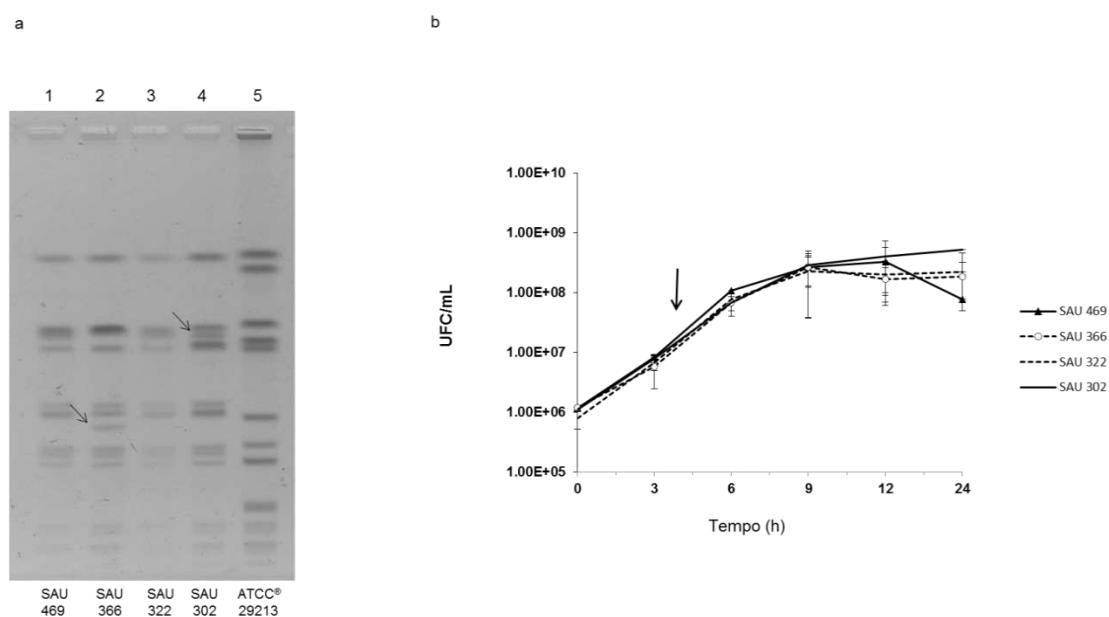 a
b
1 2 3 4 5
SAU 469
SAU 366
SAU 322
SAU 302
ATCC® 29213
1.00E+10
1.00E+09
1.00E+08
1.00E+07
1.00E+06
1.00E+05
UFC/mL
0 3 6 9 12 24
Tempo (h)
SAU 469
SAU 366
SAU 322
SAU 302